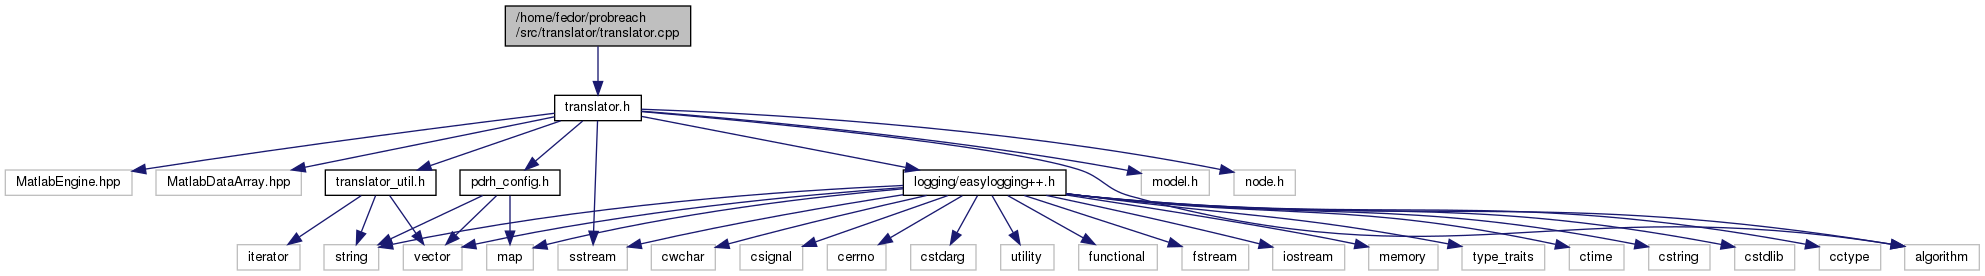 /home/fedor/probreach
/src/translator/translator.cpp
translator.h
MatlabEngine.hpp
MatlabDataArray.hpp
translator_util.h
pdrh_config.h
logging/easylogging++.h
model.h
node.h
iterator
string
vector
map
sstream
cwchar
csignal
cerrno
cstdarg
utility
functional
fstream
iostream
memory
type_traits
ctime
cstring
cstdlib
cctype
algorithm